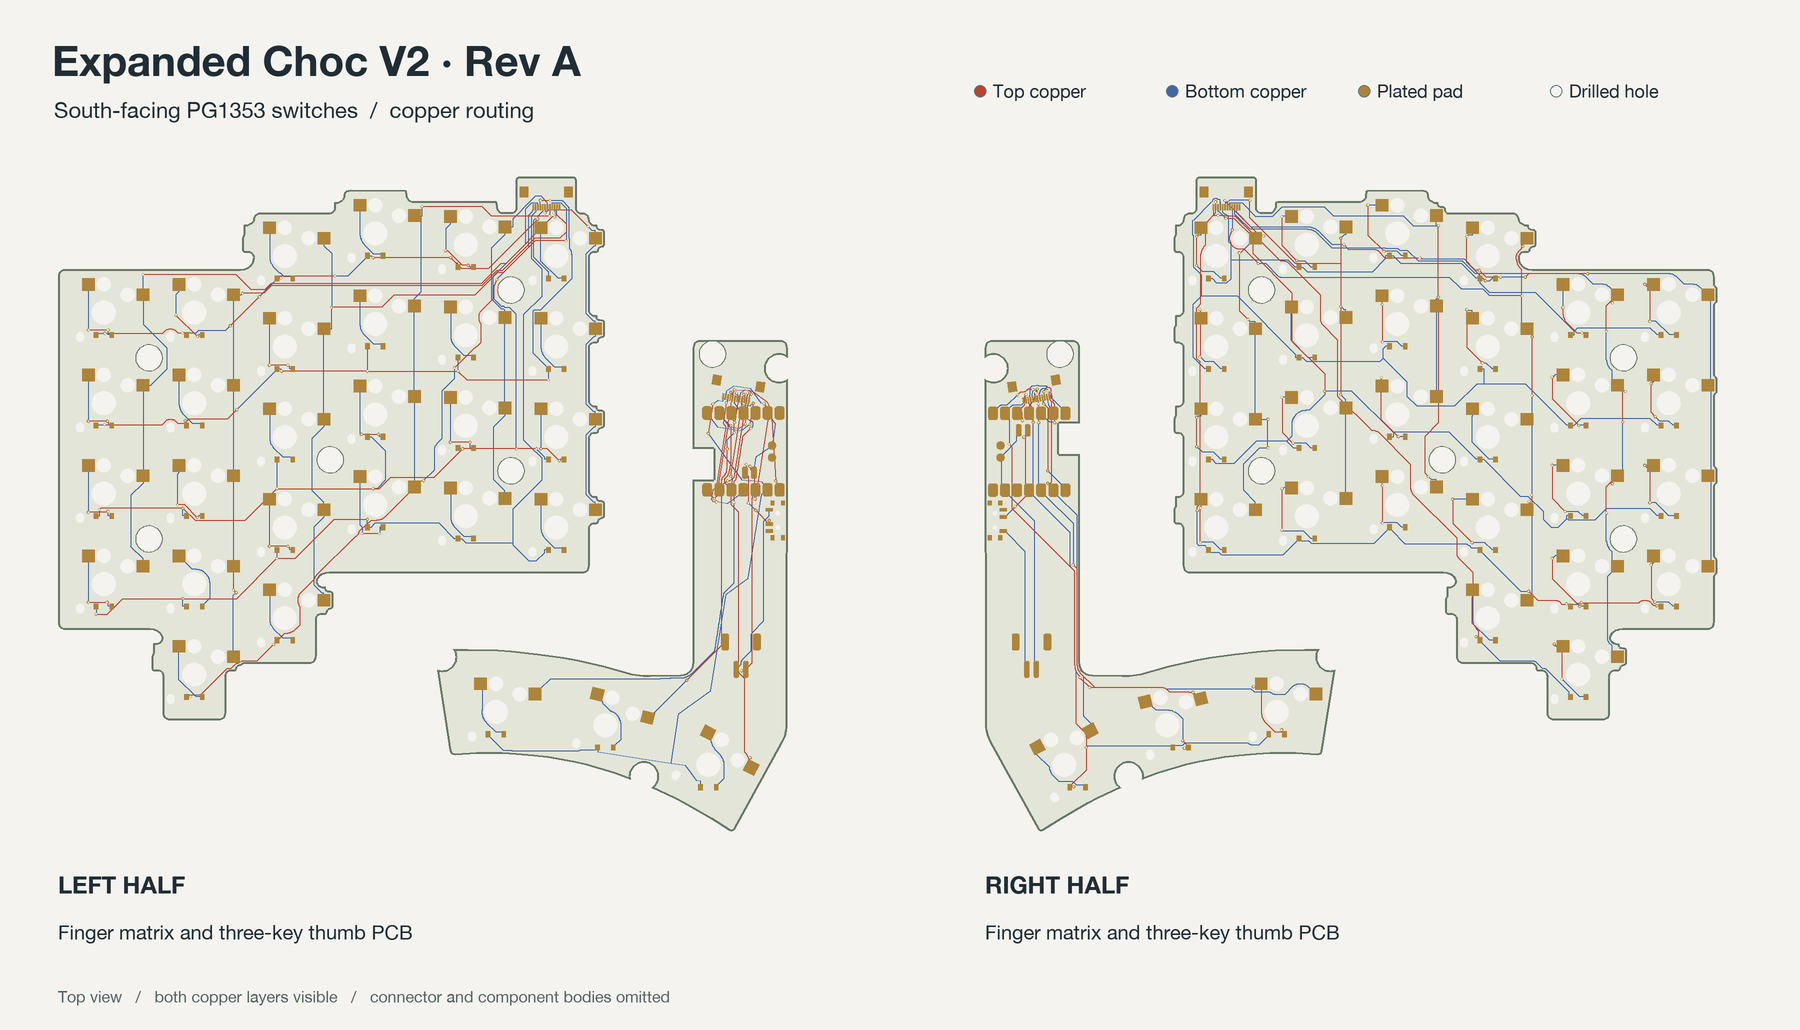 Expanded Choc V2 · Rev A
South-facing PG1353 switches / copper routing
Top copper
Bottom copper
Plated pad
Drilled hole
LEFT HALF
Finger matrix and three-key thumb PCB
RIGHT HALF
Finger matrix and three-key thumb PCB
Top view / both copper layers visible / connector and component bodies omitted